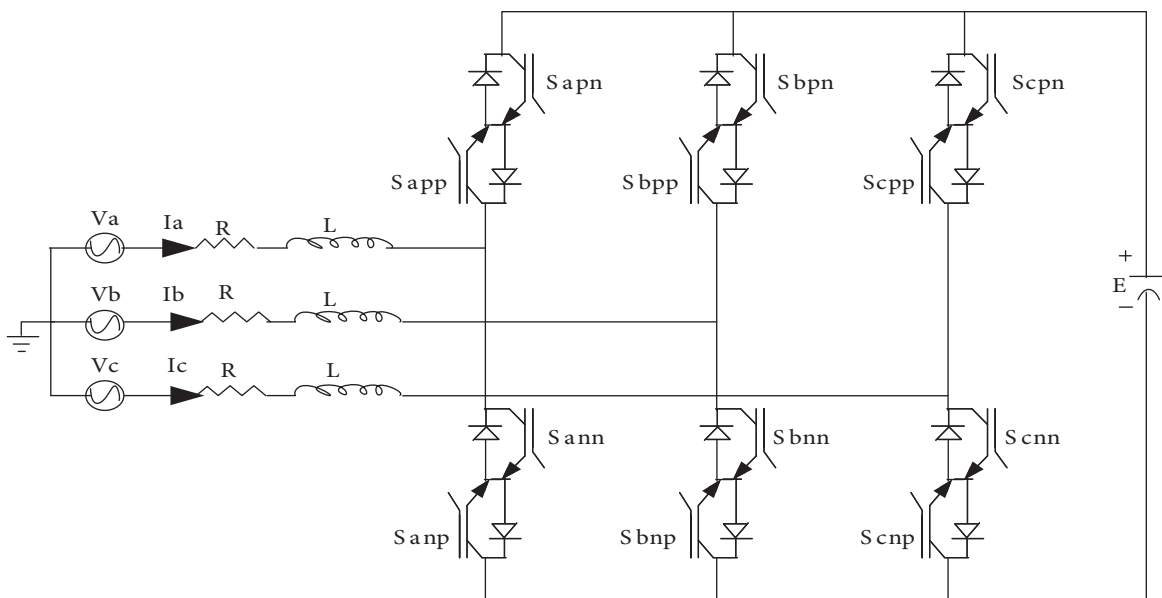 Sapn
Sbpn
Scpn
Sapp
Sbpp
Scpp
Va
Ia
R
L
Vb
Ib
R
L
Vc
Ic
R
L
+
E
−
Sann
Sbnn
Scnn
Sanp
Sbnp
Scnp